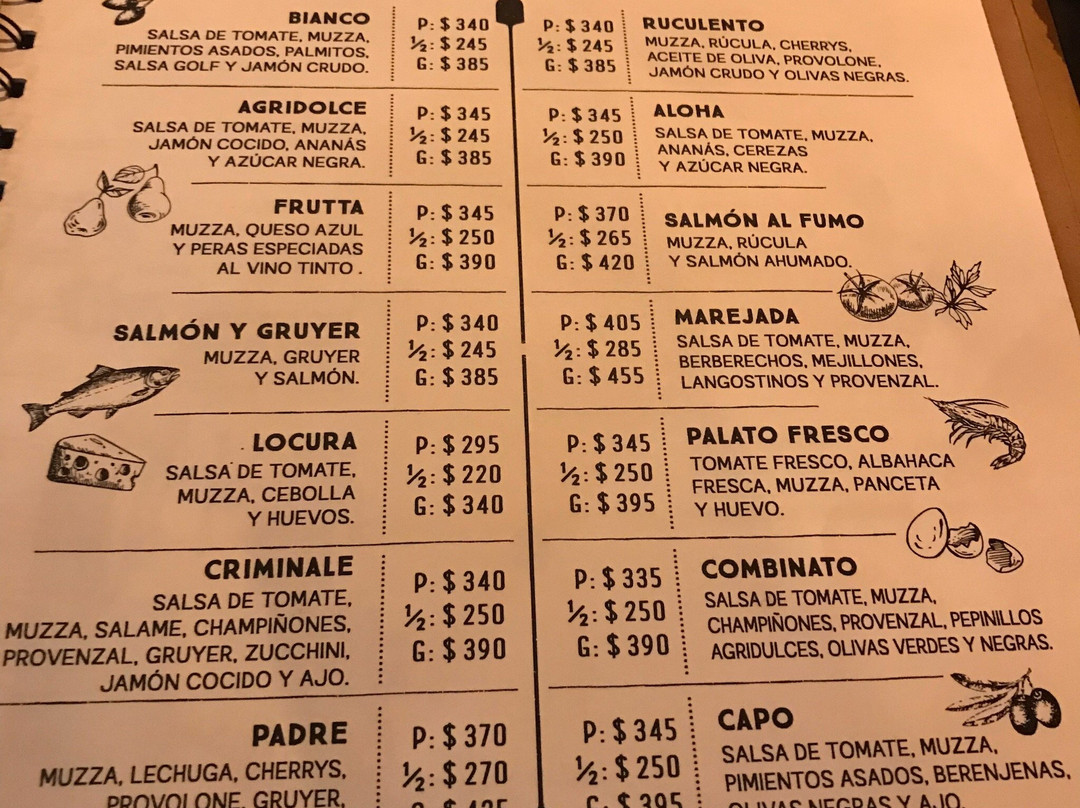 BIANCO
SALSA DE TOMATE, MUZZA,
PIMIENTOS ASADOS, PALMITOS,
SALSA GOLF Y JAMÓN CRUDO.
P: $ 340
½: $ 245
G: $ 385
AGRIDOLCE
SALSA DE TOMATE, MUZZA,
JAMÓN COCIDO, ANANÁS
Y AZÚCAR NEGRA.
P: $ 345
½: $ 245
G: $ 385
FRUTTA
MUZZA, QUESO AZUL
Y PERAS ESPECIADAS
AL VINO TINTO .
P: $ 345
½: $ 250
G: $ 390
SALMÓN Y GRUYER
MUZZA, GRUYER
Y SALMÓN.
P: $ 340
½: $ 245
G: $ 385
LOCURA
SALSA DE TOMATE,
MUZZA, CEBOLLA
Y HUEVOS.
P: $ 295
½: $ 220
G: $ 340
CRIMINALE
SALSA DE TOMATE,
MUZZA, SALAME, CHAMPIÑONES,
PROVENZAL, GRUYER, ZUCCHINI,
JAMÓN COCIDO Y AJO.
P: $ 340
½: $ 250
G: $ 390
PADRE
MUZZA, LECHUGA, CHERRYS,
PROVOLONE, GRUYER,
P: $ 370
½: $ 270
P: $ 340
½: $ 245
G: $ 385
RUCULENTO
MUZZA, RÚCULA, CHERRYS,
ACEITE DE OLIVA, PROVOLONE,
JAMÓN CRUDO Y OLIVAS NEGRAS.
P: $ 345
½: $ 250
G: $ 390
ALOHA
SALSA DE TOMATE, MUZZA,
ANANÁS, CEREZAS
Y AZÚCAR NEGRA.
P: $ 370
½: $ 265
G: $ 420
SALMÓN AL FUMO
MUZZA, RÚCULA
Y SALMÓN AHUMADO.
P: $ 405
½: $ 285
G: $ 455
MAREJADA
SALSA DE TOMATE, MUZZA,
BERBERECHOS, MEJILLONES,
LANGOSTINOS Y PROVENZAL.
P: $ 345
½: $ 250
G: $ 395
PALATO FRESCO
TOMATE FRESCO, ALBAHACA
FRESCA, MUZZA, PANCETA
Y HUEVO.
P: $ 335
½: $ 250
G: $ 390
COMBINATO
SALSA DE TOMATE, MUZZA,
CHAMPIÑONES, PROVENZAL, PEPINILLOS
AGRIDULCES, OLIVAS VERDES Y NEGRAS.
P: $ 345
½: $ 250
G: $ 395
CAPO
SALSA DE TOMATE, MUZZA,
PIMIENTOS ASADOS, BERENJENAS,
OLIVAS NEGRAS Y AJO